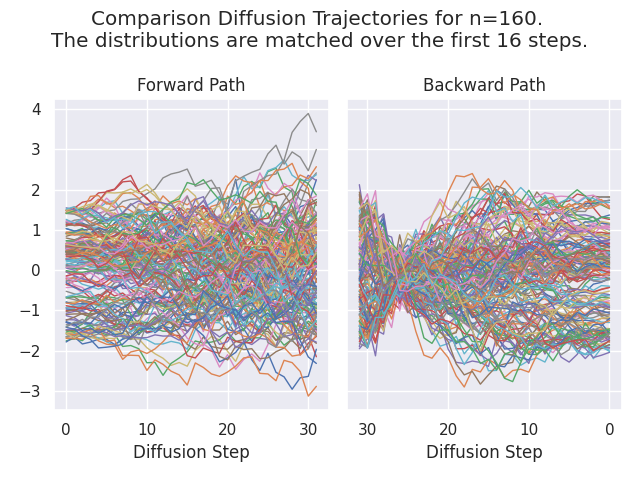 Comparison Diffusion Trajectories for n=160.
The distributions are matched over the first 16 steps.
Forward Path
Backward Path
4
3
2
1
0
−1
−2
−3
0 10 20 30
30 20 10 0
Diffusion Step
Diffusion Step